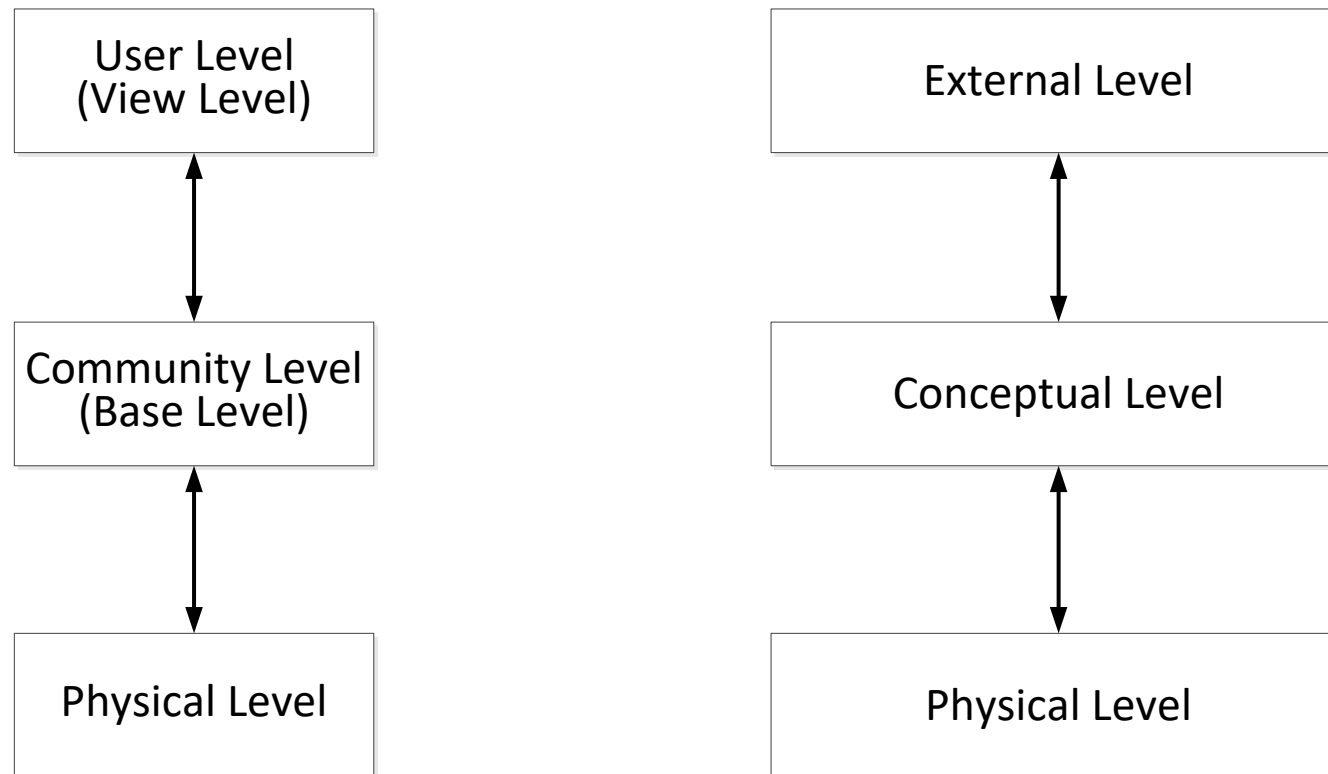 User Level
(View Level)
External Level
Community Level
(Base Level)
Conceptual Level
Physical Level
Physical Level